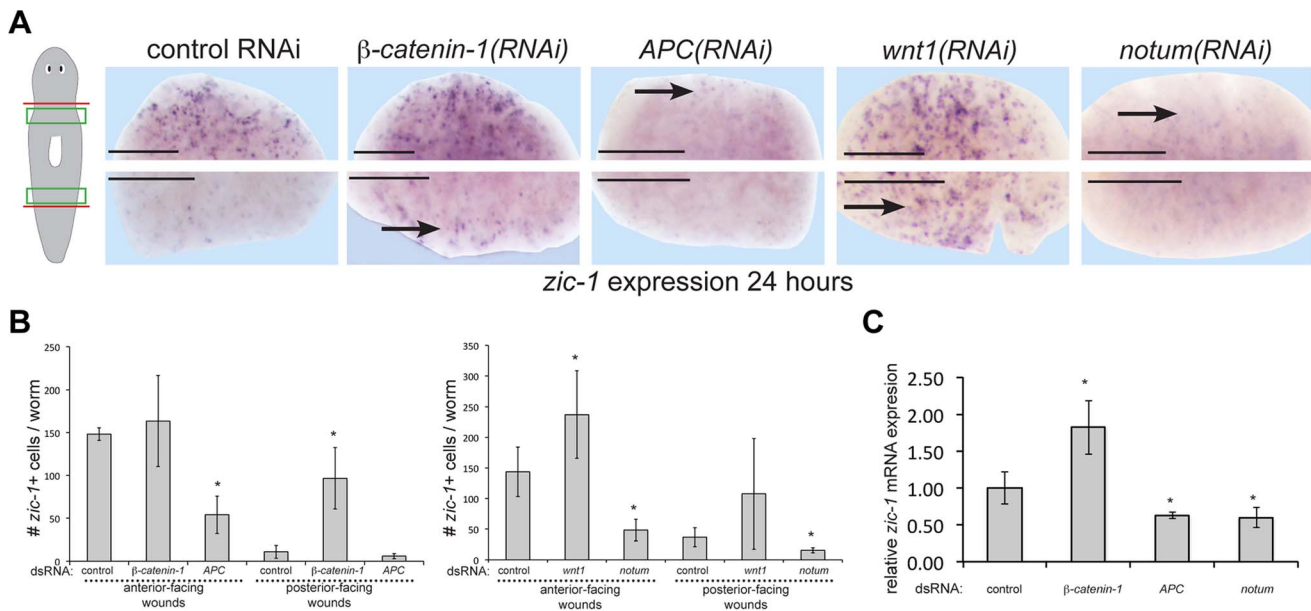 A
control RNAi β-catenin-1(RNAi) APC(RNAi) wnt1(RNAi) notum(RNAi)
zic-1 expression 24 hours
B
# zic-1+ cells / worm
250
200
150
100
50
0
dsRNA: control β-catenin-1 APC control β-catenin-1 APC
anterior-facing wounds posterior-facing wounds
# zic-1+ cells / worm
350
300
250
200
150
100
50
0
dsRNA: control wnt1 notum control wnt1 notum
anterior-facing wounds posterior-facing wounds
* * * * *
C
relative zic-1 mRNA expresion
2.50
2.00
1.50
1.00
0.50
0.00
* * *
dsRNA: control β-catenin-1 APC notum